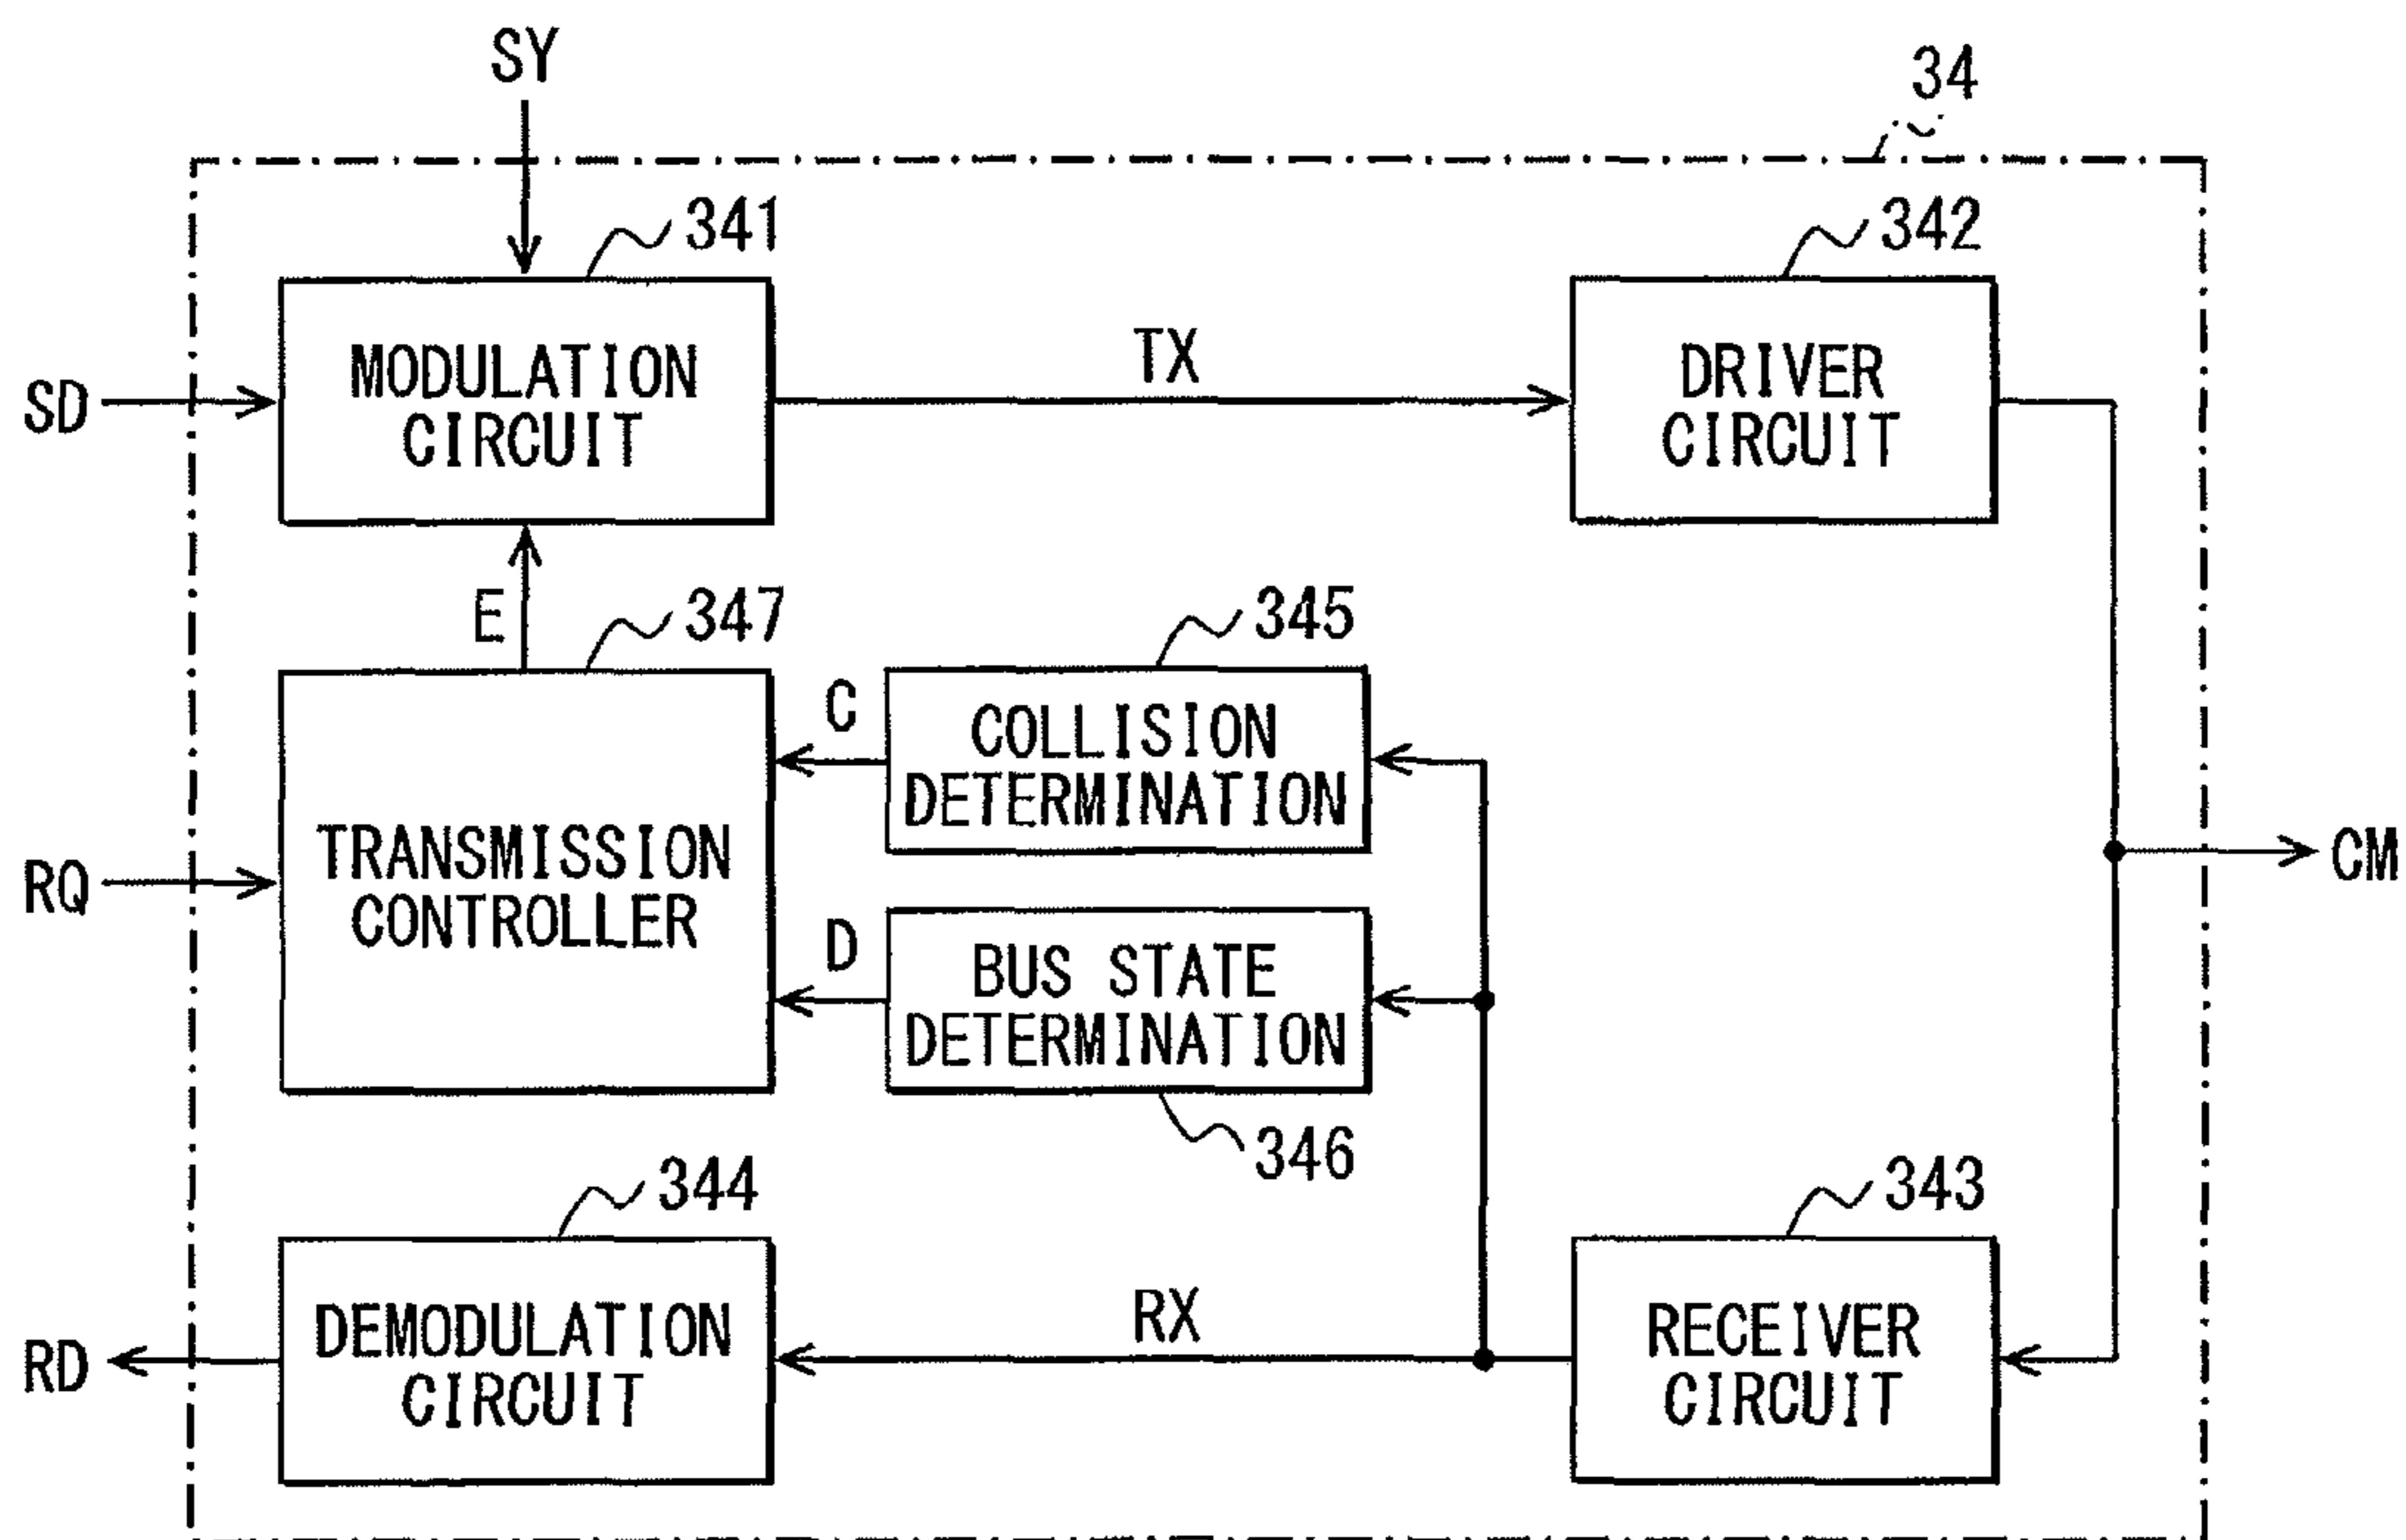 SY
34
341
342
MODULATION
CIRCUIT
TX
DRIVER
CIRCUIT
SD
E
347
345
C
COLLISION
DETERMINATION
TRANSMISSION
CONTROLLER
RQ
CM
D
BUS STATE
DETERMINATION
346
344
343
DEMODULATION
CIRCUIT
RX
RECEIVER
CIRCUIT
RD